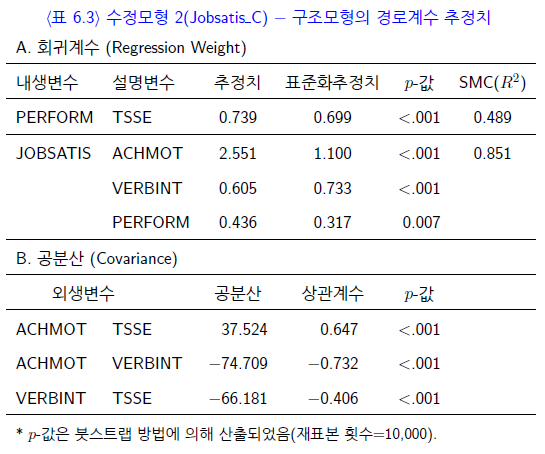 ⟨표 6.3⟩ 수정모형 2(Jobsatis_C) − 구조모형의 경로계수 추정치
A. 회귀계수 (Regression Weight)
내생변수 설명변수 추정치 표준화추정치 p-값 SMC(R²)
PERFORM TSSE 0.739 0.699 <.001 0.489
JOBSATIS ACHMOT 2.551 1.100 <.001 0.851
VERBINT 0.605 0.733 <.001
PERFORM 0.436 0.317 0.007
B. 공분산 (Covariance)
외생변수 공분산 상관계수 p-값
ACHMOT TSSE 37.524 0.647 <.001
ACHMOT VERBINT −74.709 −0.732 <.001
VERBINT TSSE −66.181 −0.406 <.001
* p-값은 붓스트랩 방법에 의해 산출되었음(재표본 횟수=10,000).